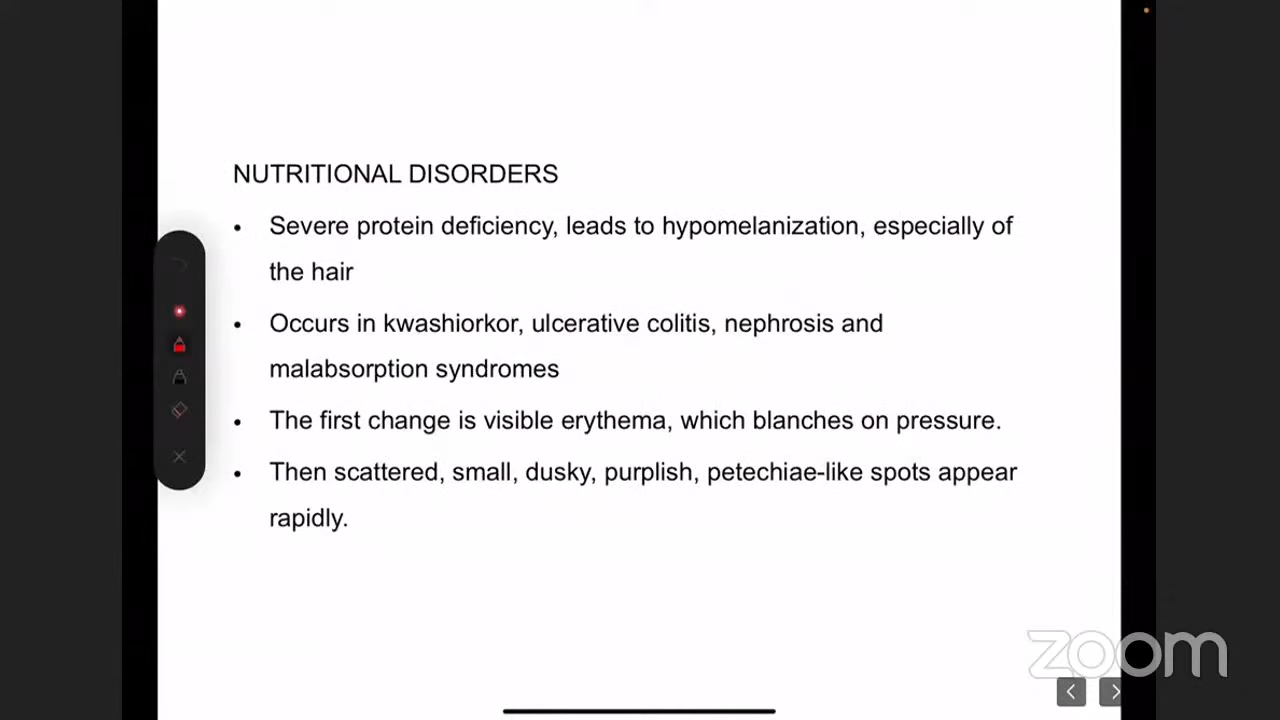 NUTRITIONAL DISORDERS
• Severe protein deficiency, leads to hypomelanization, especially of
the hair
• Occurs in kwashiorkor, ulcerative colitis, nephrosis and
malabsorption syndromes
• The first change is visible erythema, which blanches on pressure.
• Then scattered, small, dusky, purplish, petechiae-like spots appear
rapidly.
zoom